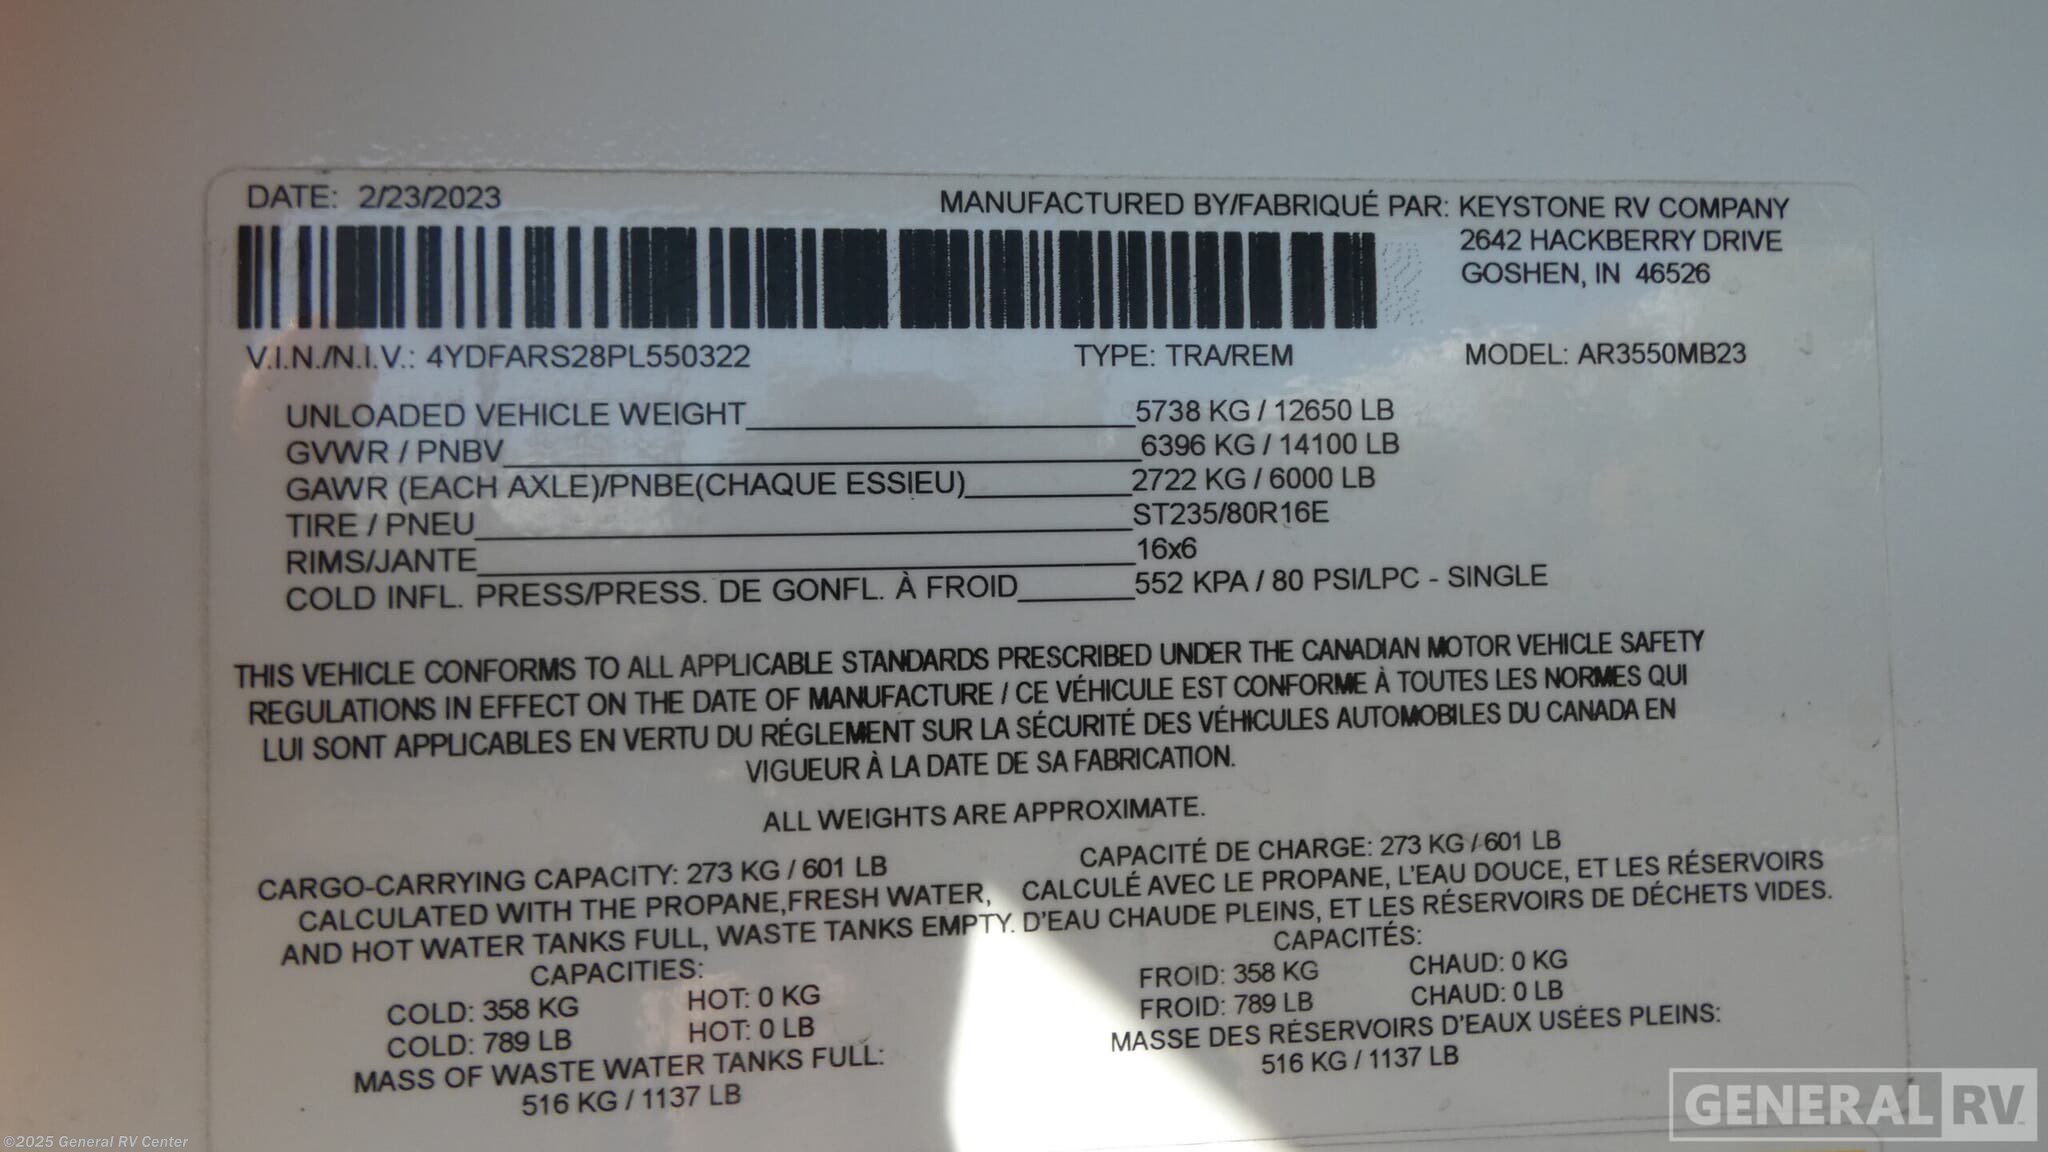 DATE: 2/23/2023
MANUFACTURED BY/FABRIQUÉ PAR: KEYSTONE RV COMPANY
2642 HACKBERRY DRIVE
GOSHEN, IN 46526
V.I.N./N.I.V.: 4YDFARS28PL550322 TYPE: TRA/REM MODEL: AR3550MB23
UNLOADED VEHICLE WEIGHT 5738 KG / 12650 LB
GVWR / PNBV 6396 KG / 14100 LB
GAWR (EACH AXLE)/PNBE(CHAQUE ESSIEU) 2722 KG / 6000 LB
TIRE / PNEU ST235/80R16E
RIMS/JANTE 16x6
COLD INFL. PRESS/PRESS. DE GONFL. À FROID 552 KPA / 80 PSI/LPC - SINGLE
THIS VEHICLE CONFORMS TO ALL APPLICABLE STANDARDS PRESCRIBED UNDER THE CANADIAN MOTOR VEHICLE SAFETY
REGULATIONS IN EFFECT ON THE DATE OF MANUFACTURE / CE VÉHICULE EST CONFORME À TOUTES LES NORMES QUI
LUI SONT APPLICABLES EN VERTU DU RÉGLEMENT SUR LA SÉCURITÉ DES VÉHICULES AUTOMOBILES DU CANADA EN
VIGUEUR À LA DATE DE SA FABRICATION.
ALL WEIGHTS ARE APPROXIMATE.
CARGO-CARRYING CAPACITY: 273 KG / 601 LB
CALCULATED WITH THE PROPANE,FRESH WATER,
AND HOT WATER TANKS FULL, WASTE TANKS EMPTY.
CAPACITIES:
COLD: 358 KG HOT: 0 KG
COLD: 789 LB HOT: 0 LB
MASS OF WASTE WATER TANKS FULL:
516 KG / 1137 LB
CAPACITÉ DE CHARGE: 273 KG / 601 LB
CALCULÉ AVEC LE PROPANE, L'EAU DOUCE, ET LES RÉSERVOIRS
D'EAU CHAUDE PLEINS, ET LES RÉSERVOIRS DE DÉCHETS VIDES.
CAPACITÉS:
FROID: 358 KG CHAUD: 0 KG
FROID: 789 LB CHAUD: 0 LB
MASSE DES RÉSERVOIRS D'EAUX USÉES PLEINS:
516 KG / 1137 LB
GENERAL RV
©2025 General RV Center